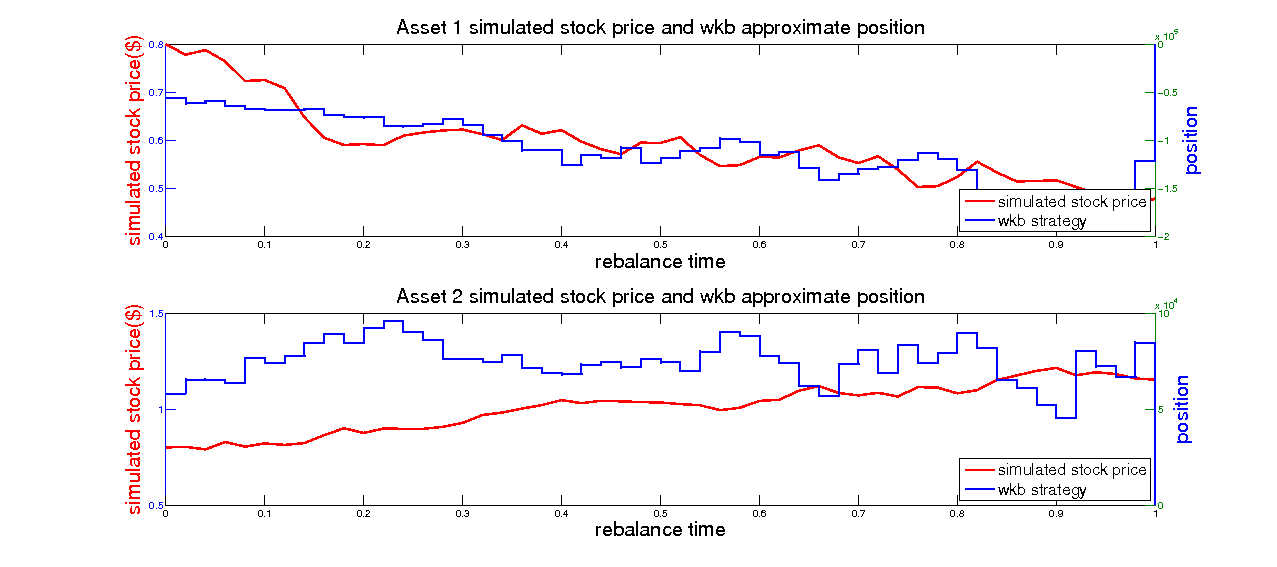 Asset 1 simulated stock price and wkb approximate position
x 10^5
simulated stock price($)
0.8
0.7
0.6
0.5
0.4
0
-0.5
-1
-1.5
-2
position
simulated stock price
wkb strategy
0 0.1 0.2 0.3 0.4 0.5 0.6 0.7 0.8 0.9 1
rebalance time
Asset 2 simulated stock price and wkb approximate position
x 10^4
simulated stock price($)
1.5
1
0.5
10
5
0
position
simulated stock price
wkb strategy
0 0.1 0.2 0.3 0.4 0.5 0.6 0.7 0.8 0.9 1
rebalance time